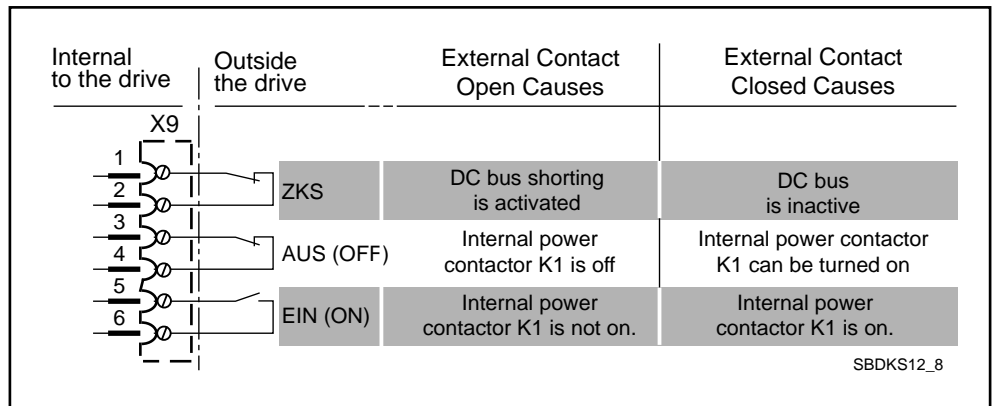 Internal
to the drive
Outside
the drive
External Contact
Open Causes
External Contact
Closed Causes
X9
1
2
ZKS
DC bus shorting
is activated
DC bus
is inactive
3
4
AUS (OFF)
Internal power
contactor K1 is off
Internal power contactor
K1 can be turned on
5
6
EIN (ON)
Internal power
contactor K1 is not on.
Internal power
contactor K1 is on.
SBDKS12_8